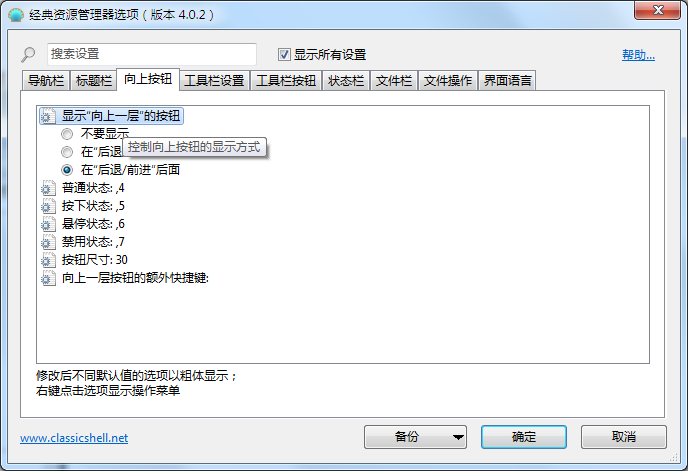 经典资源管理器选项（版本 4.0.2）
搜索设置
显示所有设置
帮助...
导航栏 标题栏 向上按钮 工具栏设置 工具栏按钮 状态栏 文件栏 文件操作 界面语言
显示“向上一层”的按钮
不要显示
控制向上按钮的显示方式
在“后退
在“后退/前进”后面
普通状态: ,4
按下状态: ,5
悬停状态: ,6
禁用状态: ,7
按钮尺寸: 30
向上一层按钮的额外快捷键:
修改后不同默认值的选项以粗体显示；
右键点击选项显示操作菜单
www.classicshell.net
备份 确定 取消